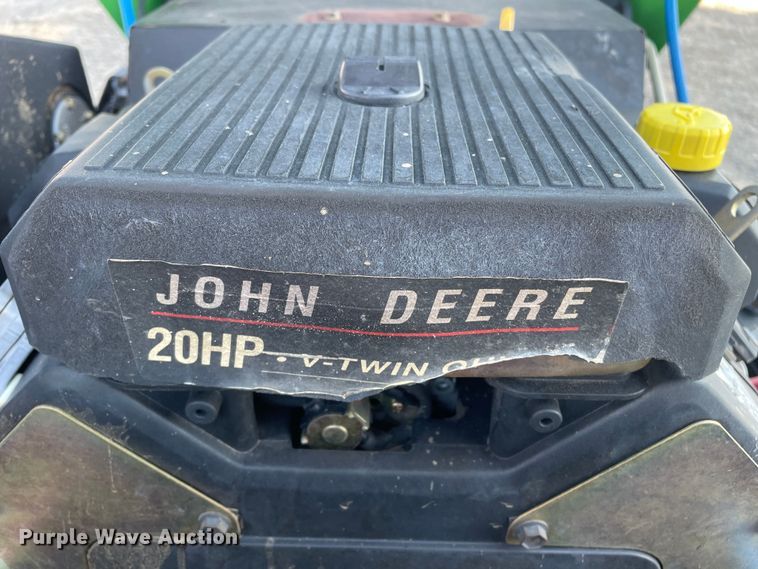 JOHN DEERE
20HP • V-TWIN
Purple Wave Auction